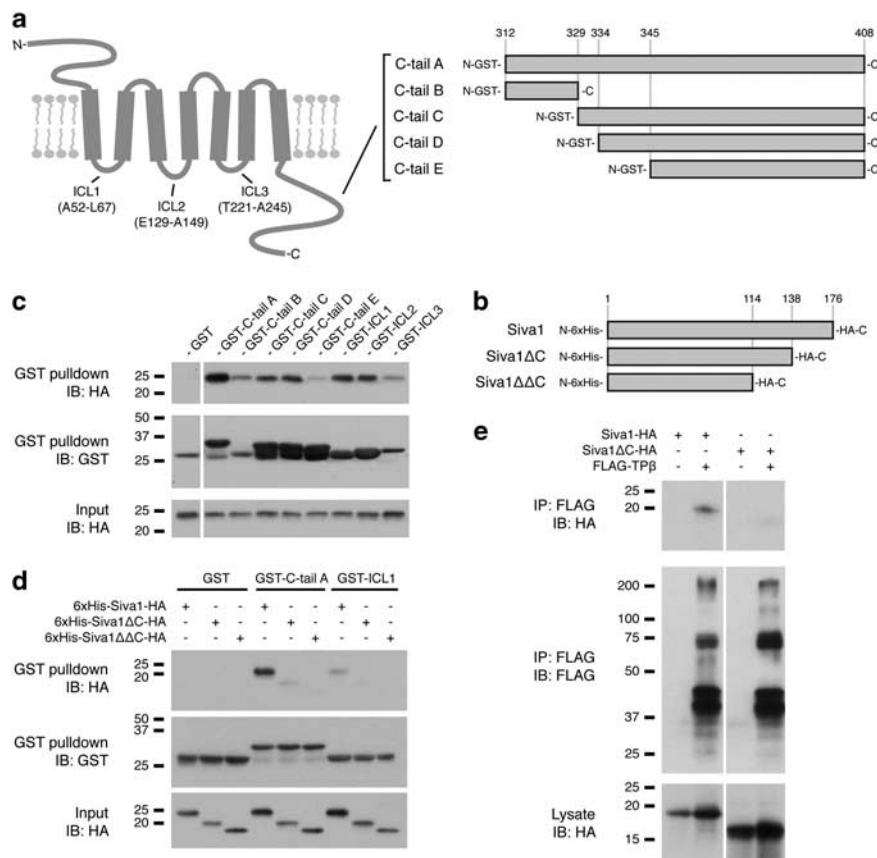 a
N-
ICL1
(A52-L67)
ICL2
(E129-A149)
ICL3
(T221-A245)
-C
312 329 334 345 408
C-tail A N-GST- -C
C-tail B N-GST- -C
C-tail C N-GST- -C
C-tail D N-GST- -C
C-tail E N-GST- -C
b
1 114 138 176
Siva1 N-6xHis- -HA-C
Siva1ΔC N-6xHis- -HA-C
Siva1ΔΔC N-6xHis- -HA-C
c
- GST
- GST-C-tail A
- GST-C-tail B
- GST-C-tail C
- GST-C-tail D
- GST-C-tail E
- GST-ICL1
- GST-ICL2
- GST-ICL3
GST pulldown
IB: HA
25
20
GST pulldown
IB: GST
50
37
25
Input
IB: HA
25
20
d
GST GST-C-tail A GST-ICL1
6xHis-Siva1-HA + - - + - - + - -
6xHis-Siva1ΔC-HA - + - - + - - + -
6xHis-Siva1ΔΔC-HA - - + - - + - - +
GST pulldown
IB: HA
25
20
GST pulldown
IB: GST
50
37
25
Input
IB: HA
25
20
e
Siva1-HA + + - -
Siva1ΔC-HA - - + +
FLAG-TPβ - + - +
IP: FLAG
IB: HA
25
20
IP: FLAG
IB: FLAG
200
100
75
50
37
25
Lysate
IB: HA
25
20
15